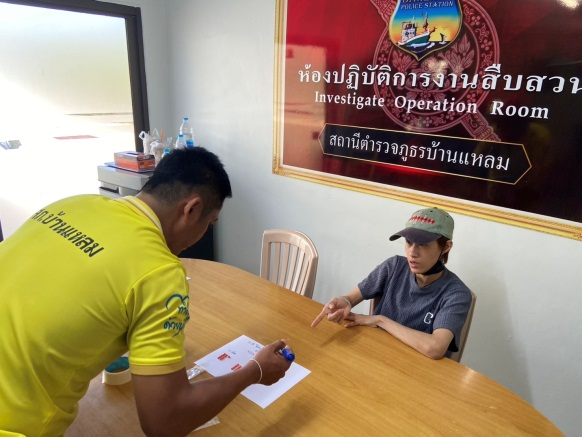 POLICE STATION
ห้องปฏิบัติการงานสืบสวน
Investigate Operation Room
สถานีตำรวจภูธรบ้านแหลม
สภ.บ้านแหลม